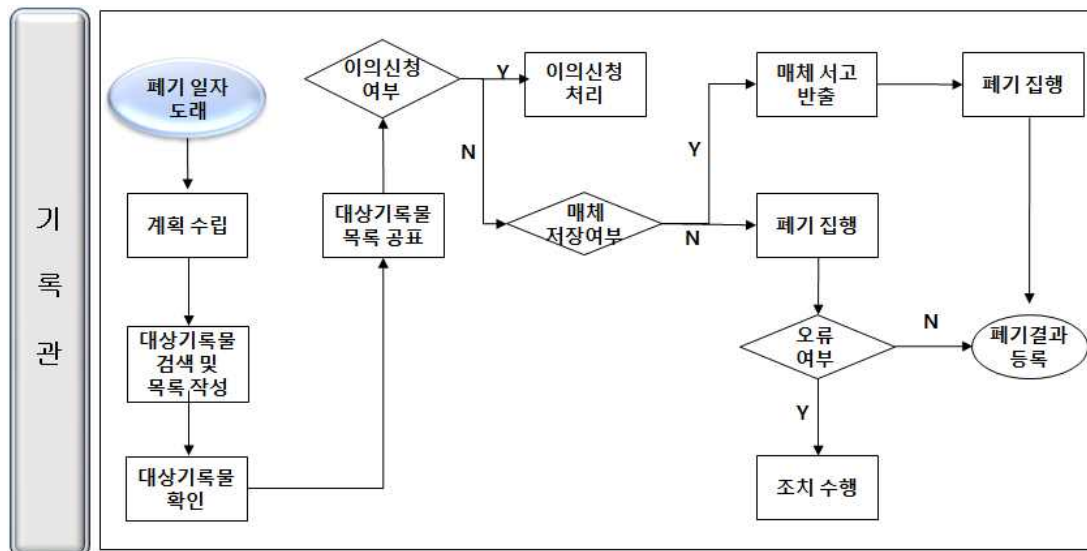 기
록
관
폐기 일자
도래
계획 수립
대상기록물
검색 및
목록 작성
대상기록물
확인
대상기록물
목록 공표
이의신청
여부
Y
이의신청
처리
N
매체
저장여부
Y
매체 서고
반출
폐기 집행
N
폐기 집행
오류
여부
N
폐기결과
등록
Y
조치 수행